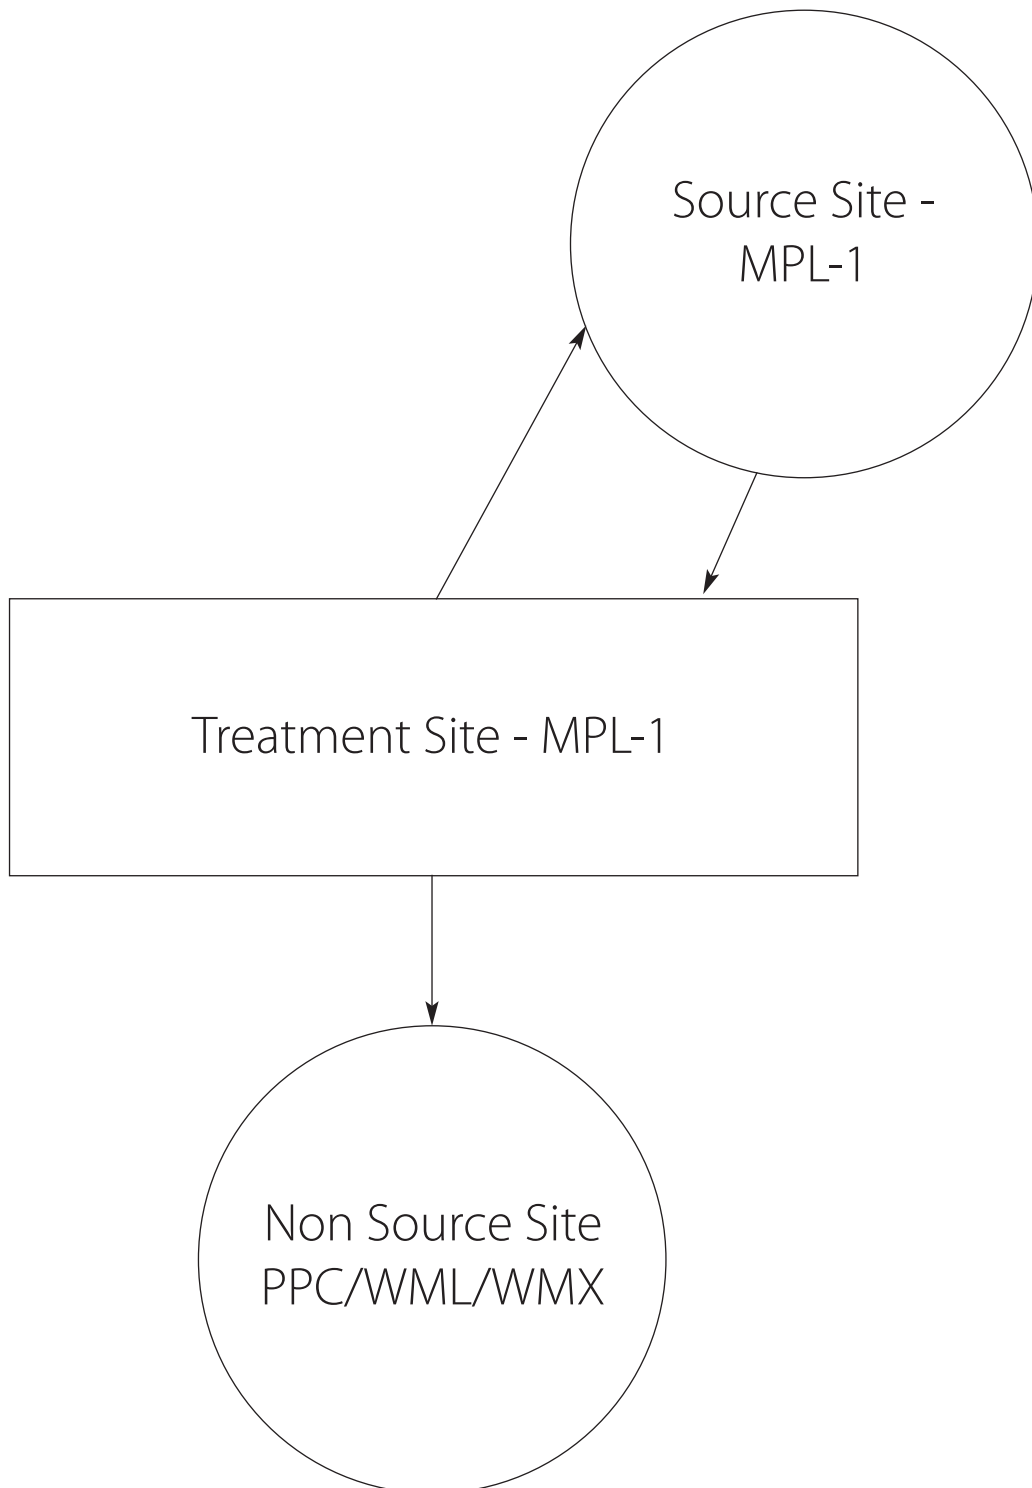 Source Site -
MPL-1
Treatment Site - MPL-1
Non Source Site
PPC/WML/WMX